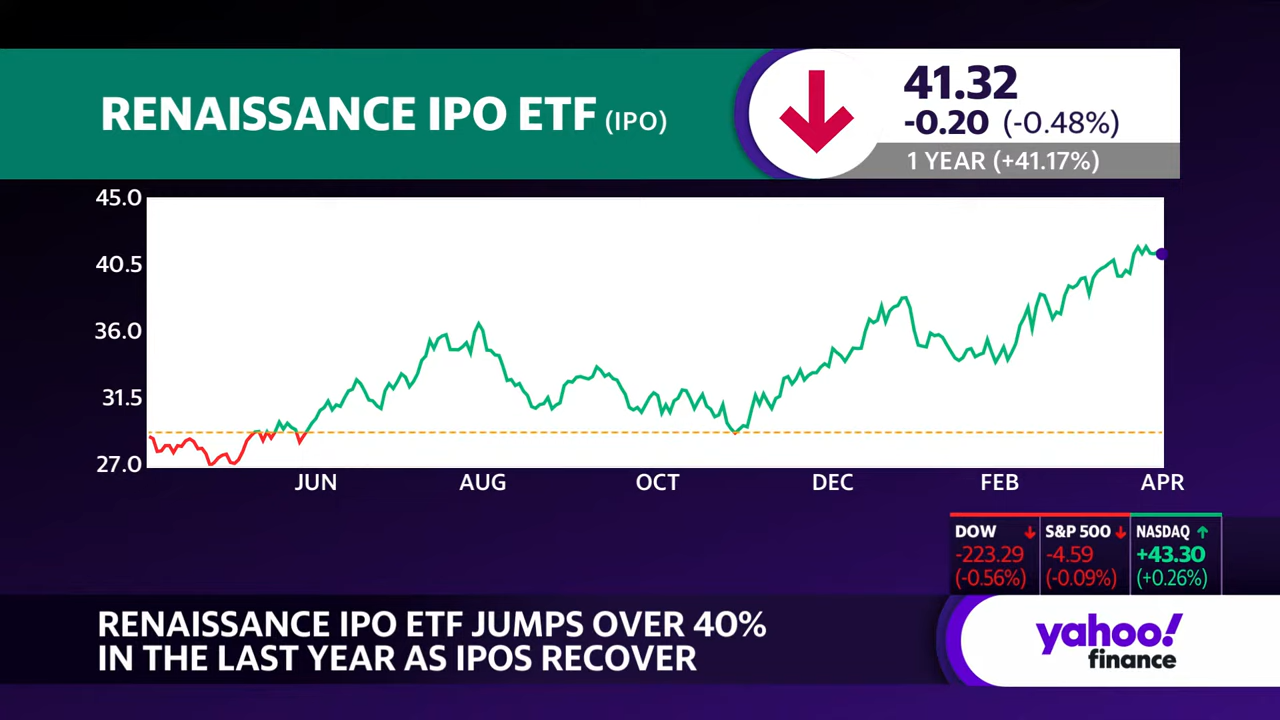 RENAISSANCE IPO ETF (IPO)
41.32
-0.20 (-0.48%)
1 YEAR (+41.17%)
45.0
40.5
36.0
31.5
27.0
JUN AUG OCT DEC FEB APR
DOW S&P 500 NASDAQ
-223.29 -4.59 +43.30
(-0.56%) (-0.09%) (+0.26%)
RENAISSANCE IPO ETF JUMPS OVER 40%
IN THE LAST YEAR AS IPOS RECOVER
yahoo!
finance